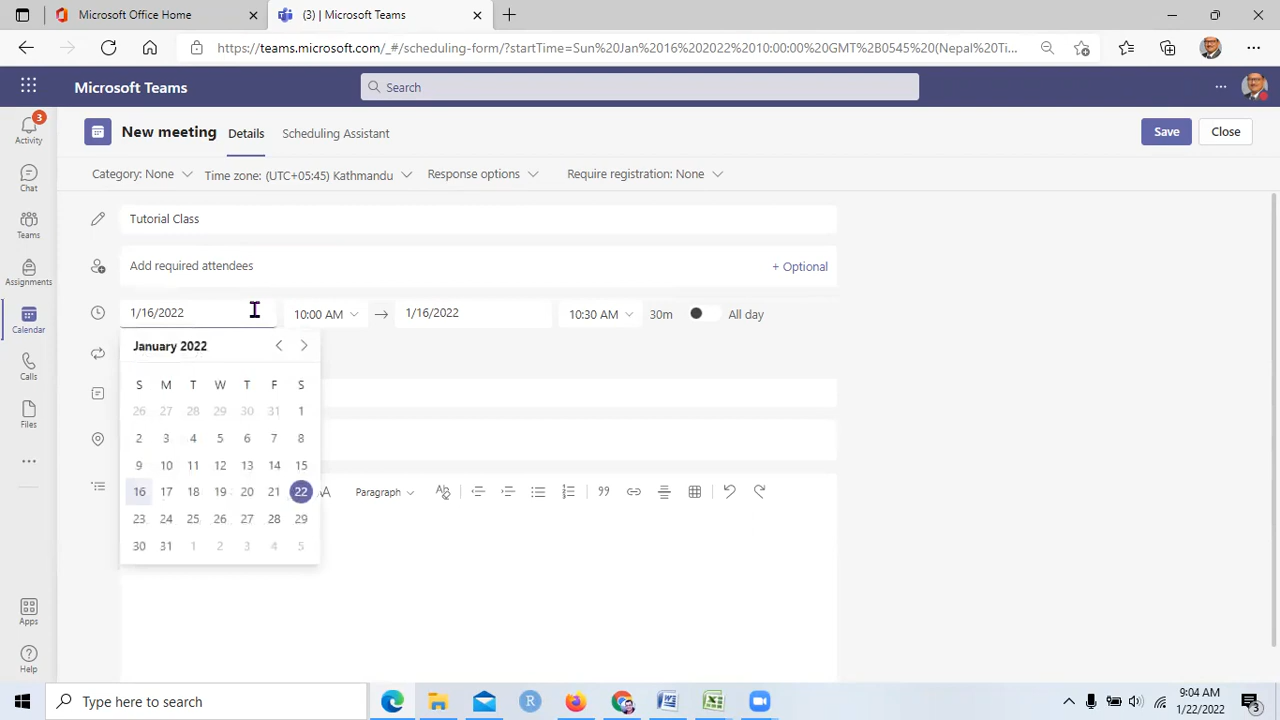 Microsoft Office Home
(3) | Microsoft Teams
https://teams.microsoft.com/_#/scheduling-form/?startTime=Sun%20Jan%2016%202022%2010:00:00%20GMT%2B0545%20(Nepal%20Ti...
Microsoft Teams
Search
New meeting
Details
Scheduling Assistant
Save
Close
Category: None
Time zone: (UTC+05:45) Kathmandu
Response options
Require registration: None
3
Activity
Chat
Teams
Assignments
Calendar
Calls
Files
Apps
Help
Tutorial Class
Add required attendees
+ Optional
1/16/2022
10:00 AM
1/16/2022
10:30 AM
30m
All day
January 2022
S M T W T F S
26 27 28 29 30 31 1
2 3 4 5 6 7 8
9 10 11 12 13 14 15
16 17 18 19 20 21 22
23 24 25 26 27 28 29
30 31 1 2 3 4 5
AA
Paragraph
Type here to search
9:04 AM
1/22/2022
3